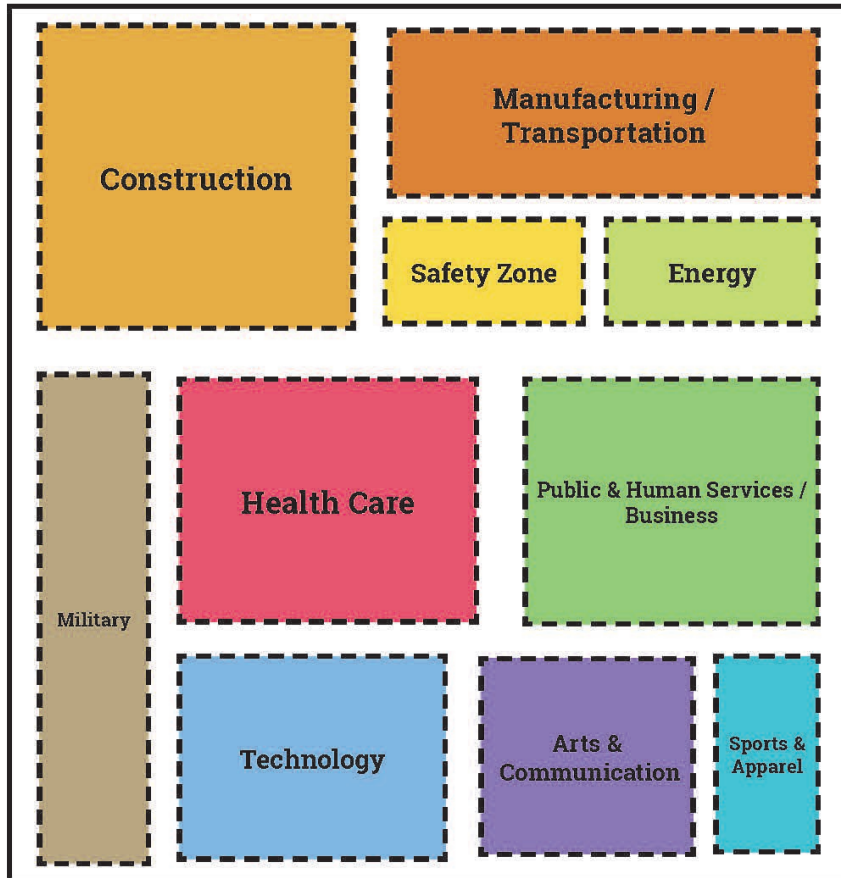 Construction
Manufacturing /
Transportation
Safety Zone
Energy
Military
Health Care
Public & Human Services /
Business
Technology
Arts &
Communication
Sports &
Apparel